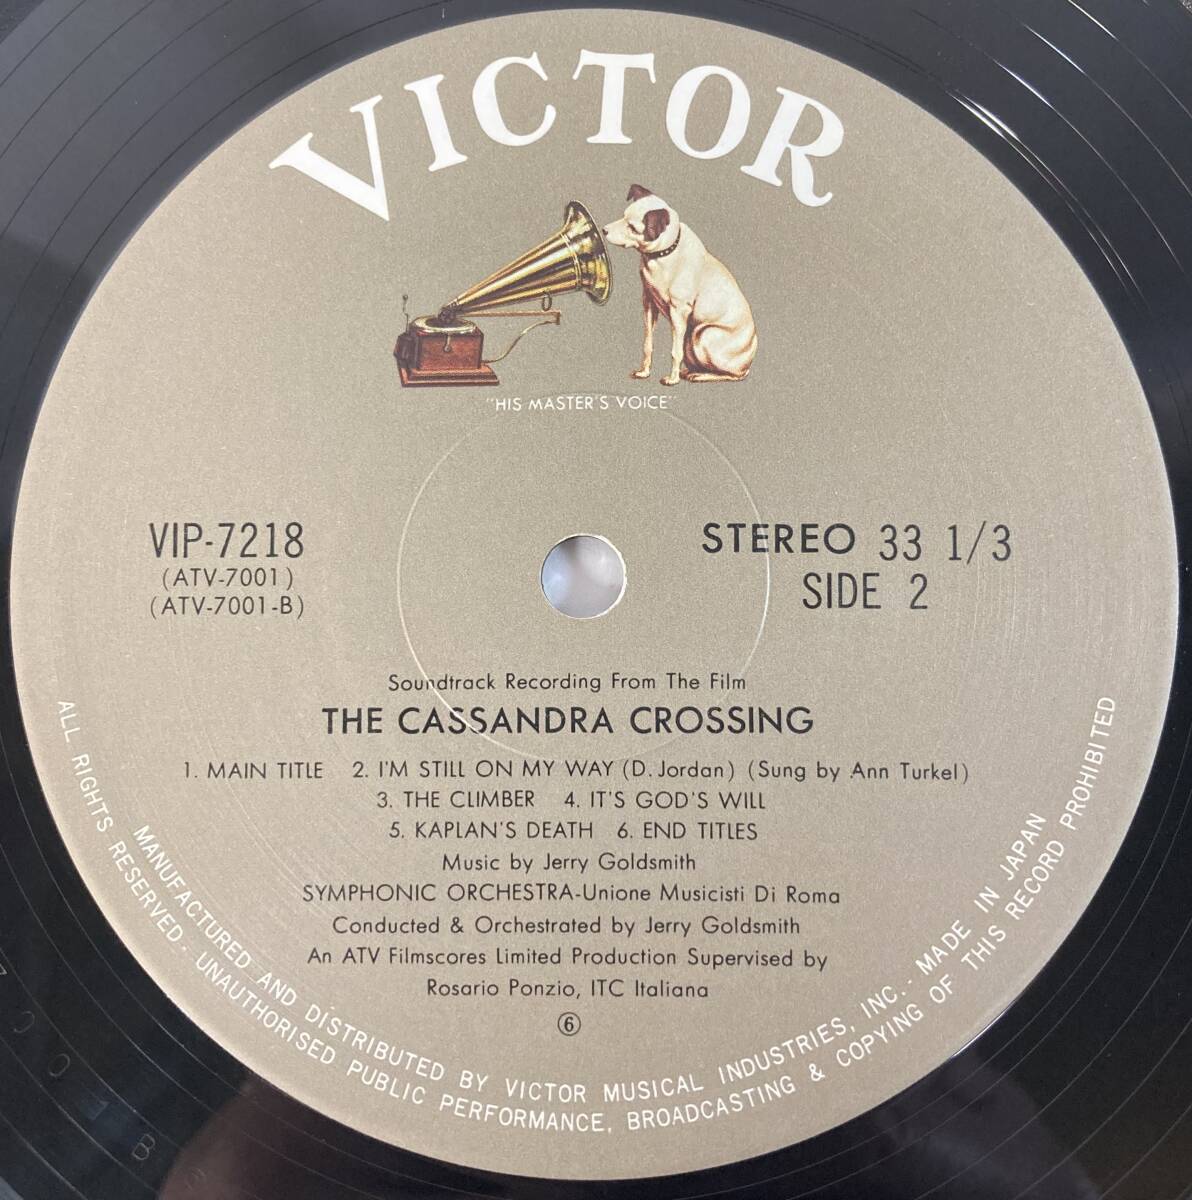 VICTOR
"HIS MASTER'S VOICE"
VIP-7218
(ATV-7001)
(ATV-7001-B)
STEREO 33 1/3
SIDE 2
Soundtrack Recording From The Film
THE CASSANDRA CROSSING
1. MAIN TITLE 2. I'M STILL ON MY WAY (D. Jordan) (Sung by Ann Turkel)
3. THE CLIMBER 4. IT'S GOD'S WILL
5. KAPLAN'S DEATH 6. END TITLES
Music by Jerry Goldsmith
SYMPHONIC ORCHESTRA-Unione Musicisti Di Roma
Conducted & Orchestrated by Jerry Goldsmith
An ATV Filmscores Limited Production Supervised by
Rosario Ponzio, ITC Italiana
⑥
MANUFACTURED AND DISTRIBUTED BY VICTOR MUSICAL INDUSTRIES, INC. - MADE IN JAPAN
ALL RIGHTS RESERVED. UNAUTHORISED PUBLIC PERFORMANCE, BROADCASTING & COPYING OF THIS RECORD PROHIBITED